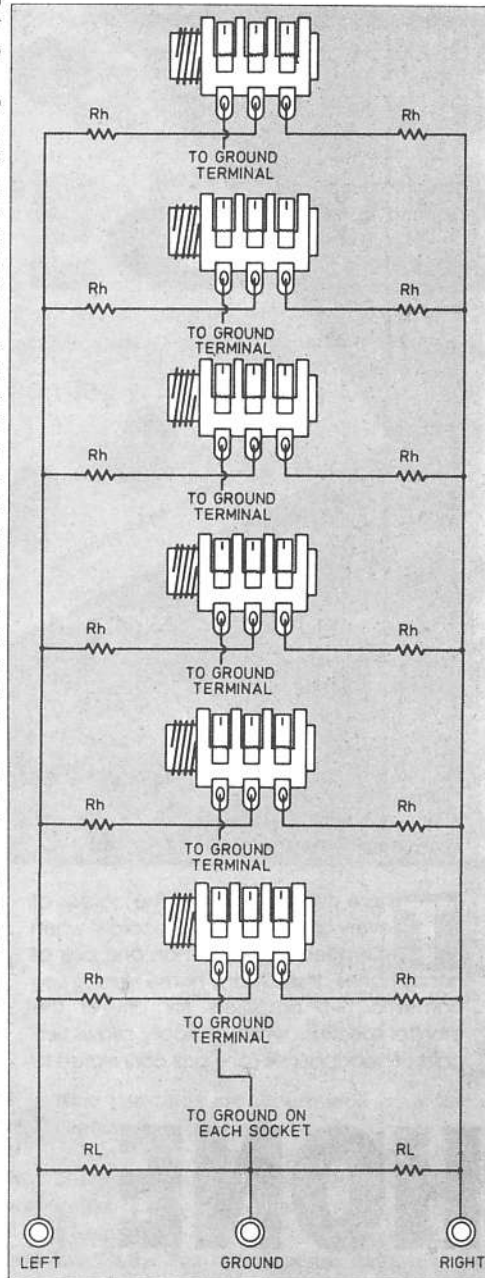 Rh Rh
TO GROUND
TERMINAL
Rh Rh
TO GROUND
TERMINAL
Rh Rh
TO GROUND
TERMINAL
Rh Rh
TO GROUND
TERMINAL
Rh Rh
TO GROUND
TERMINAL
Rh Rh
TO GROUND
TERMINAL
TO GROUND ON
EACH SOCKET
RL RL
LEFT GROUND RIGHT